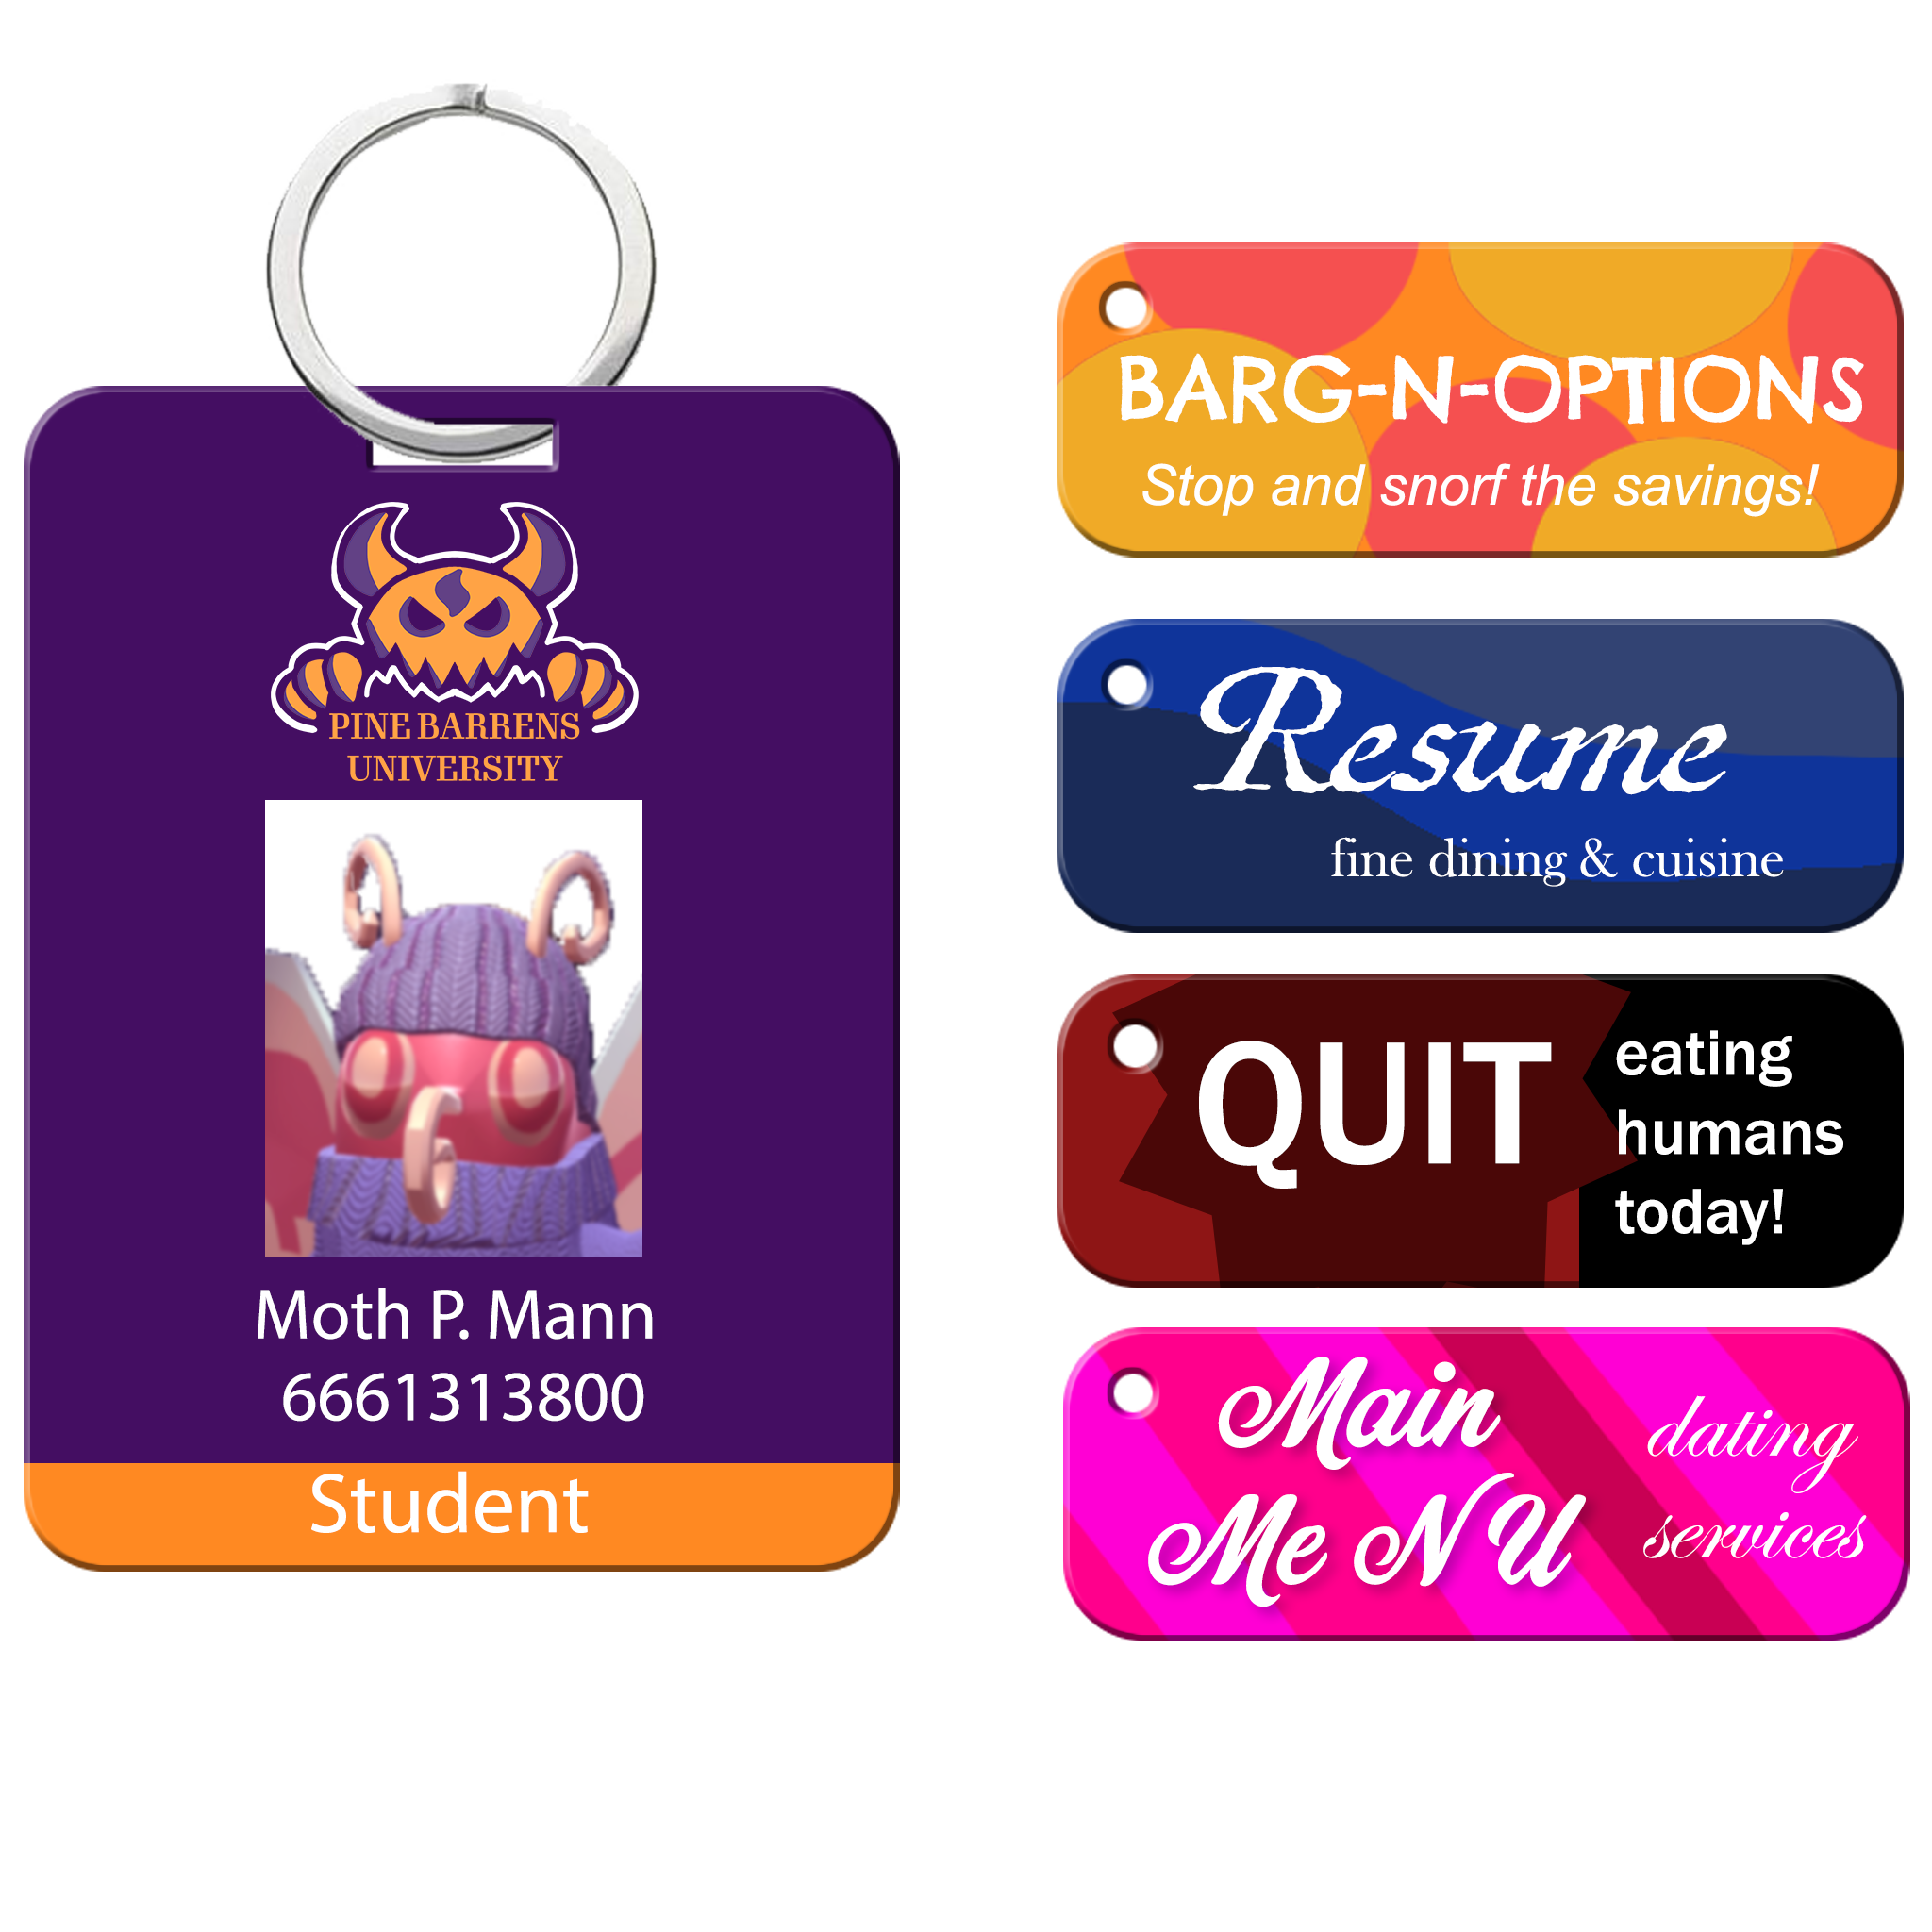 PINE BARRENS
UNIVERSITY
Moth P. Mann
6661313800
Student
BARG-N-OPTIONS
Stop and snorf the savings!
Resume
fine dining & cuisine
QUIT
eating
humans
today!
Main
Me NU
dating
services